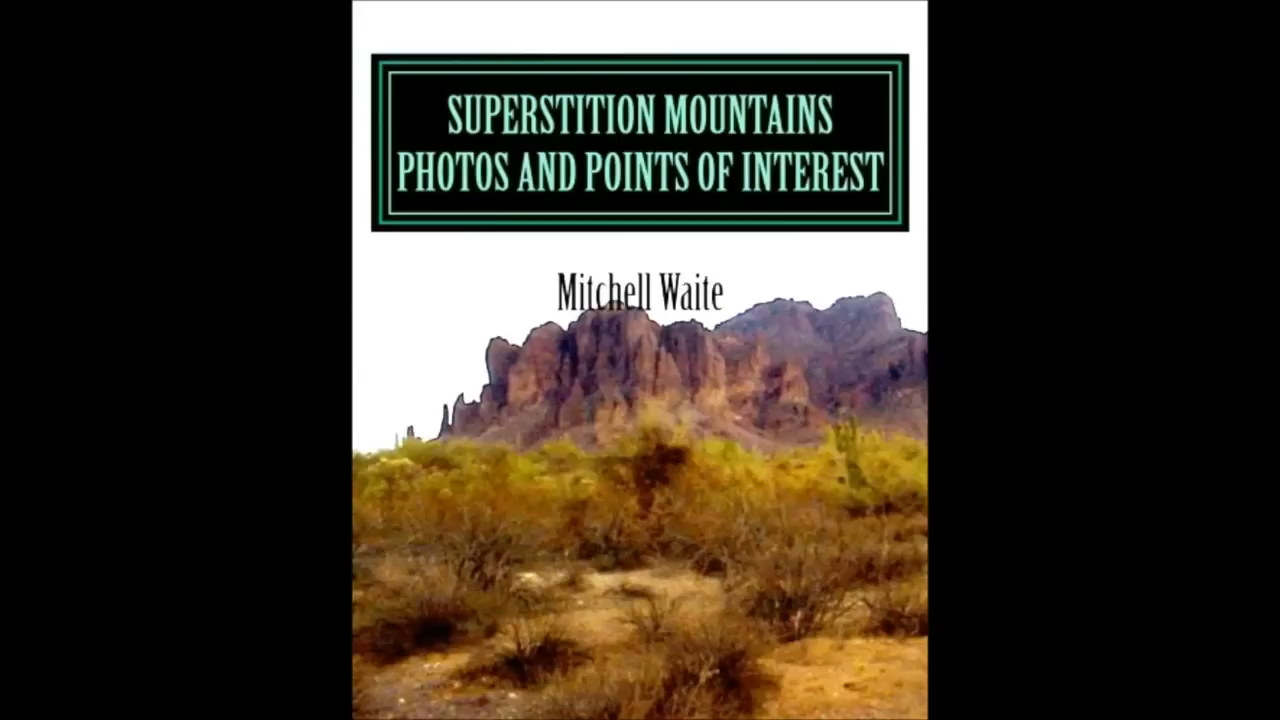 SUPERSTITION MOUNTAINS
PHOTOS AND POINTS OF INTEREST
Mitchell Waite